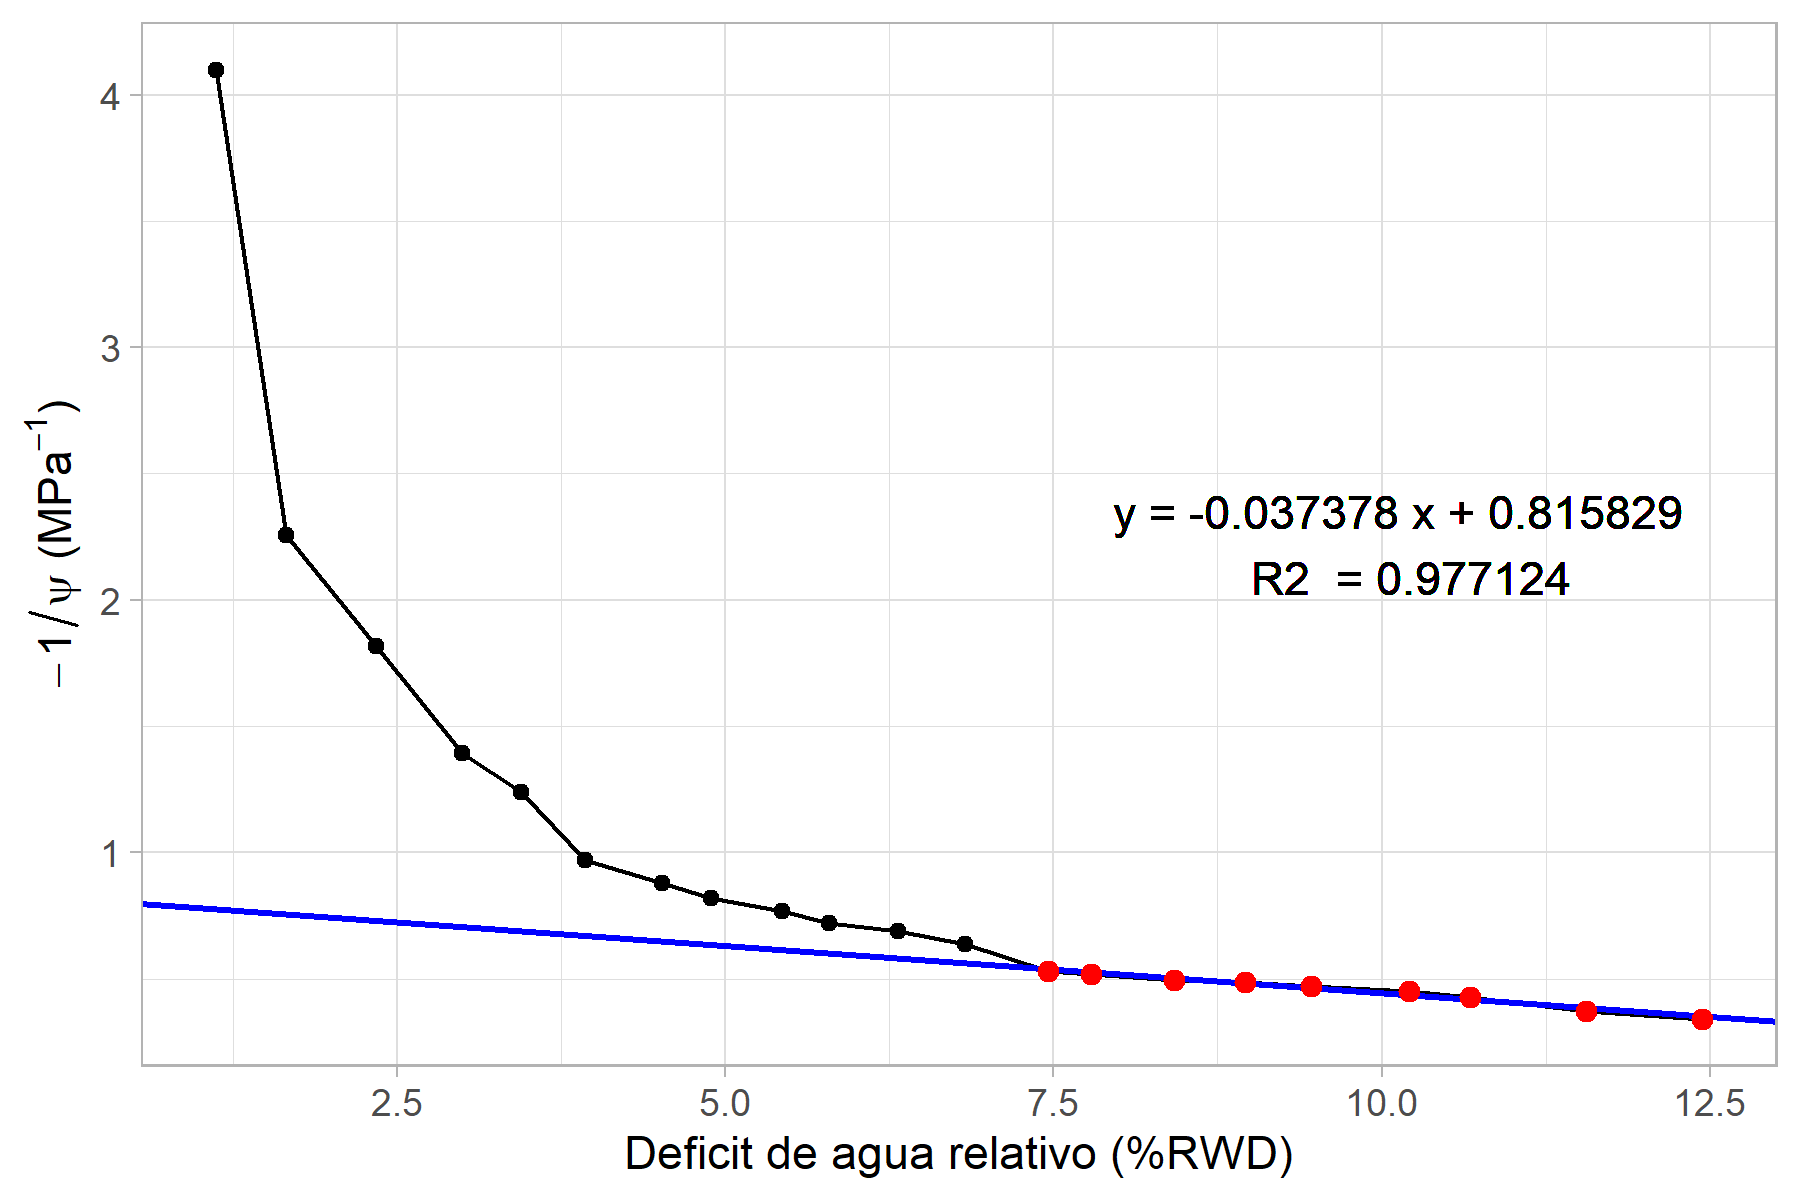 4
3
2
1
−1/ψ (MPa⁻¹)
y = -0.037378 x + 0.815829
R2  = 0.977124
2.5 5.0 7.5 10.0 12.5
Deficit de agua relativo (%RWD)